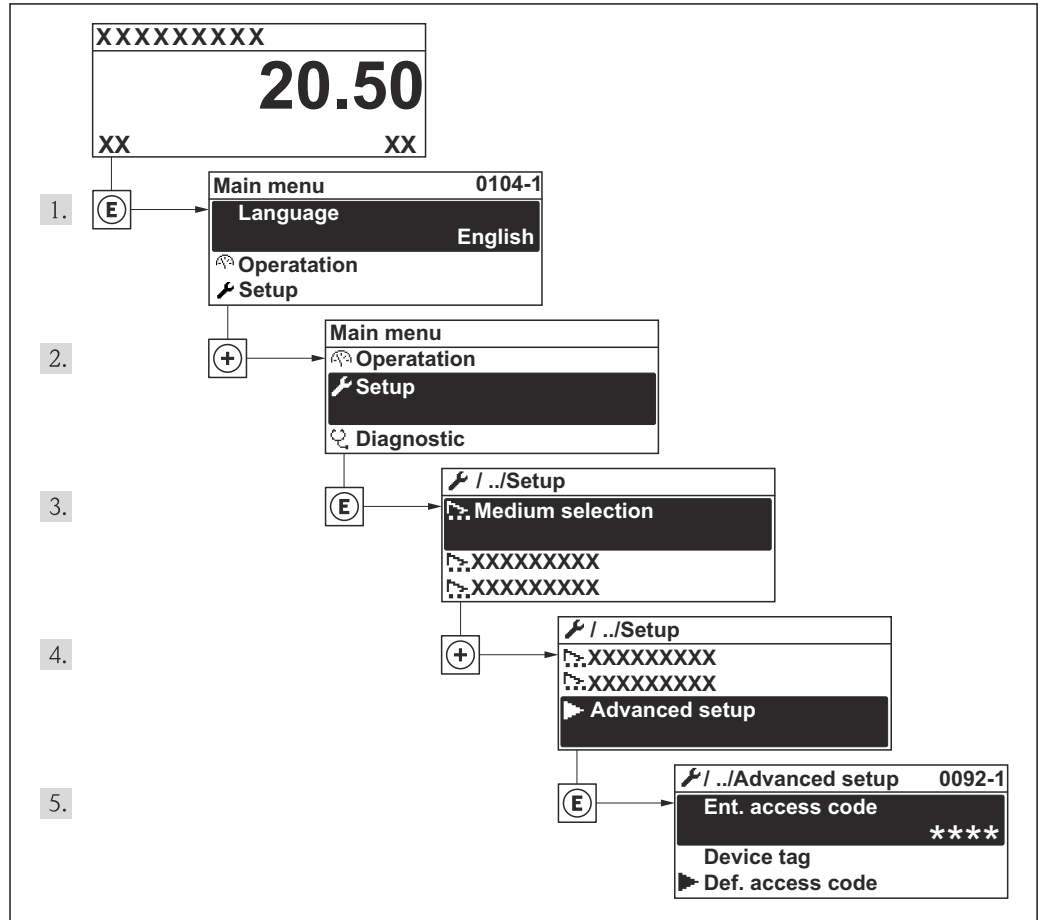 XXXXXXXXX
20.50
XX XX
1. E
Main menu 0104-1
Language
English
Operatation
Setup
2. +
Main menu
Operatation
Setup
Diagnostic
3. E
/ ../Setup
Medium selection
XXXXXXXXX
XXXXXXXXX
4. +
/ ../Setup
XXXXXXXXX
XXXXXXXXX
Advanced setup
5. E
/ ../Advanced setup 0092-1
Ent. access code
****
Device tag
Def. access code